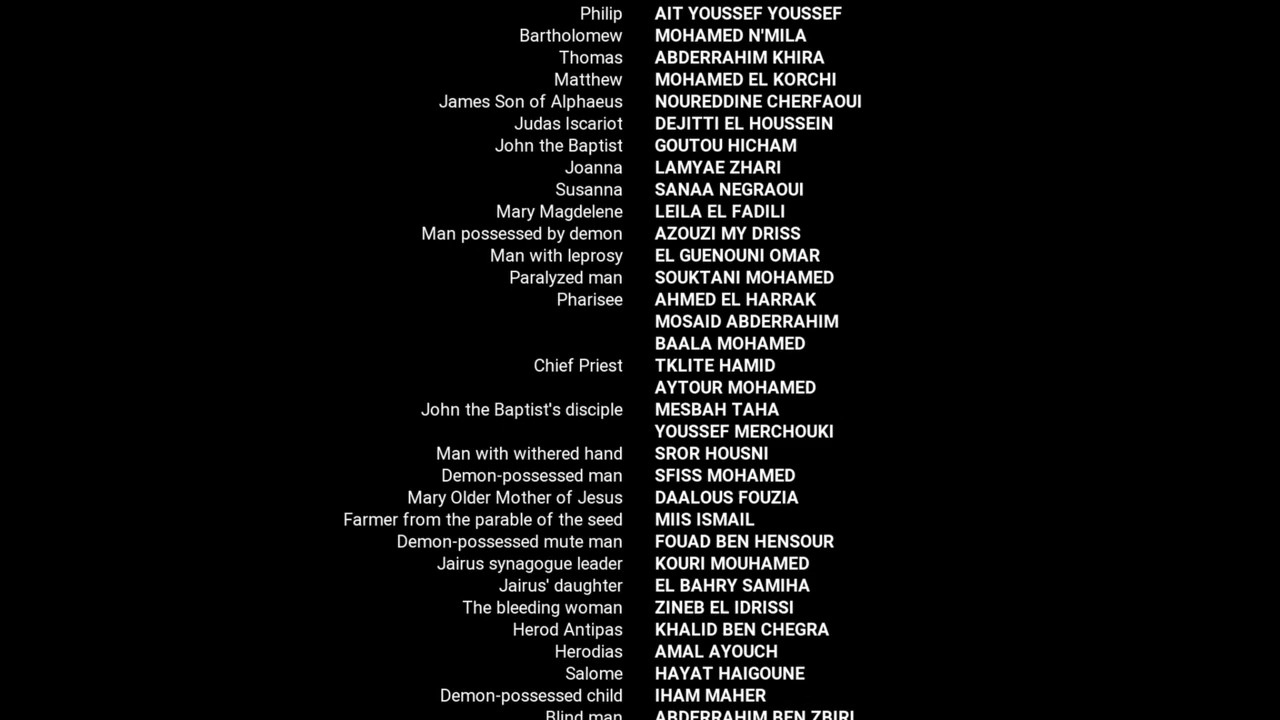 Philip AIT YOUSSEF YOUSSEF
Bartholomew MOHAMED N'MILA
Thomas ABDERRAHIM KHIRA
Matthew MOHAMED EL KORCHI
James Son of Alphaeus NOUREDDINE CHERFAOUI
Judas Iscariot DEJITTI EL HOUSSEIN
John the Baptist GOUTOU HICHAM
Joanna LAMYAE ZHARI
Susanna SANAA NEGRAOUI
Mary Magdelene LEILA EL FADILI
Man possessed by demon AZOUZI MY DRISS
Man with leprosy EL GUENOUNI OMAR
Paralyzed man SOUKTANI MOHAMED
Pharisee AHMED EL HARRAK
MOSAID ABDERRAHIM
BAALA MOHAMED
Chief Priest TKLITE HAMID
AYTOUR MOHAMED
John the Baptist's disciple MESBAH TAHA
YOUSSEF MERCHOUKI
Man with withered hand SROR HOUSNI
Demon-possessed man SFISS MOHAMED
Mary Older Mother of Jesus DAALOUS FOUZIA
Farmer from the parable of the seed MIIS ISMAIL
Demon-possessed mute man FOUAD BEN HENSOUR
Jairus synagogue leader KOURI MOUHAMED
Jairus' daughter EL BAHRY SAMIHA
The bleeding woman ZINEB EL IDRISSI
Herod Antipas KHALID BEN CHEGRA
Herodias AMAL AYOUCH
Salome HAYAT HAIGOUNE
Demon-possessed child IHAM MAHER
Blind man ABDERRAHIM BEN ZBIRI